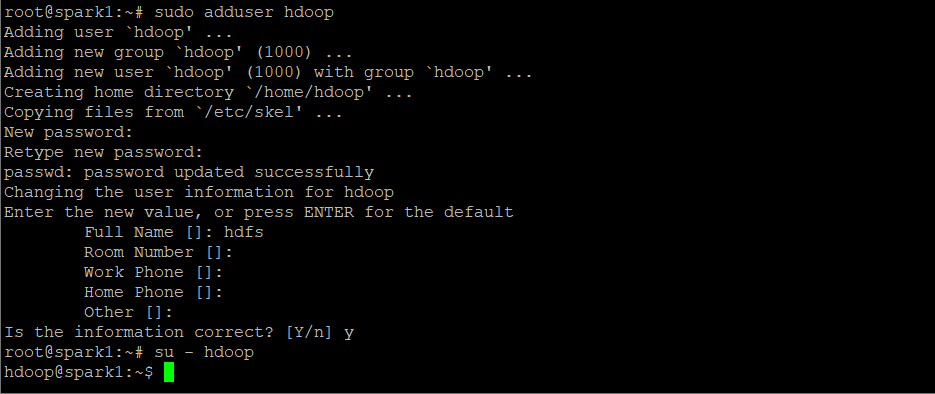 root@spark1:~# sudo adduser hdoop
Adding user `hdoop' ...
Adding new group `hdoop' (1000) ...
Adding new user `hdoop' (1000) with group `hdoop' ...
Creating home directory `/home/hdoop' ...
Copying files from `/etc/skel' ...
New password:
Retype new password:
passwd: password updated successfully
Changing the user information for hdoop
Enter the new value, or press ENTER for the default
        Full Name []: hdfs
        Room Number []:
        Work Phone []:
        Home Phone []:
        Other []:
Is the information correct? [Y/n] y
root@spark1:~# su - hdoop
hdoop@spark1:~$